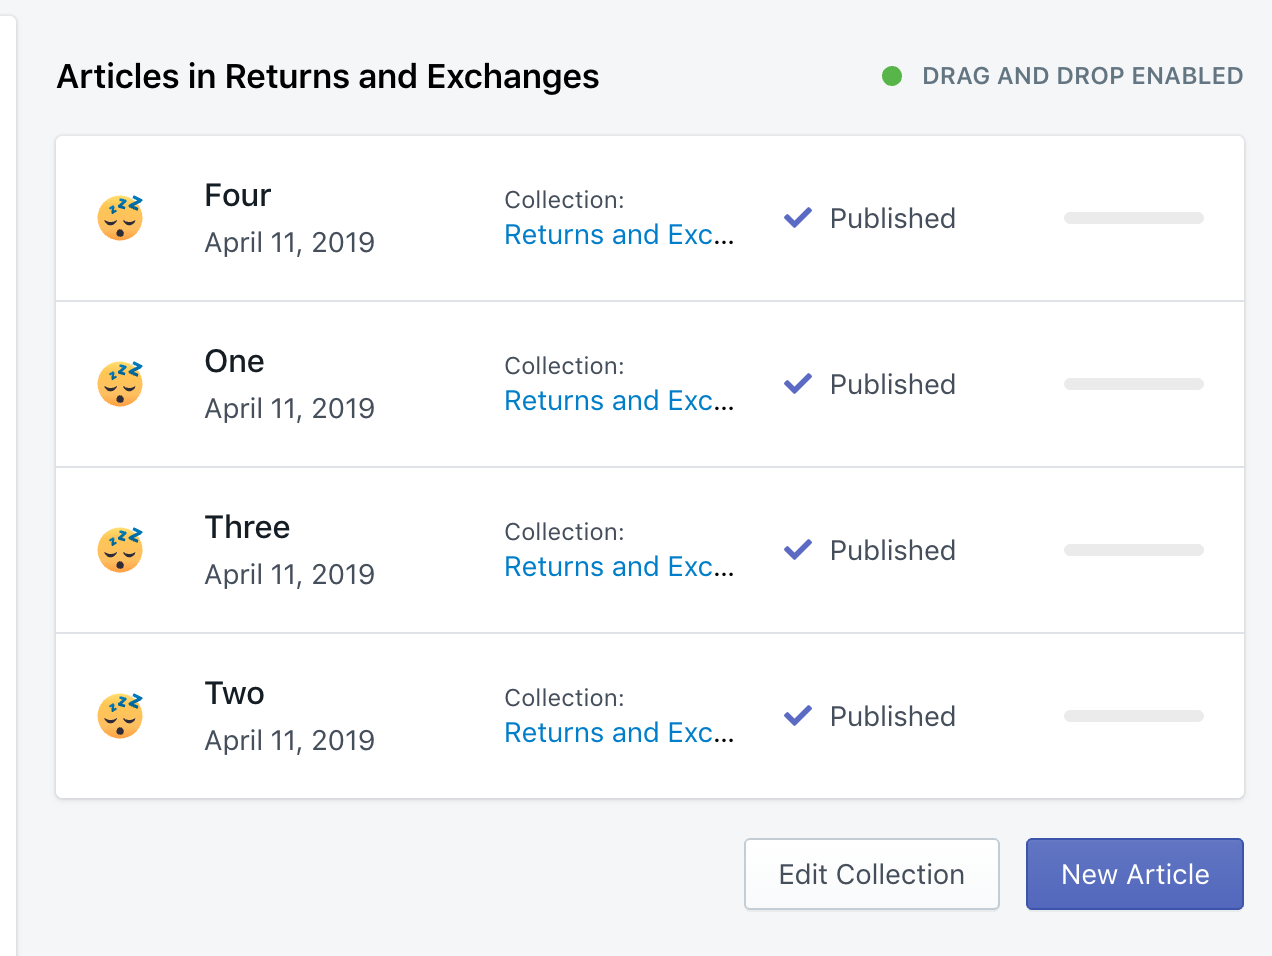 Articles in Returns and Exchanges
DRAG AND DROP ENABLED
Four
April 11, 2019
Collection:
Returns and Exc...
Published
One
April 11, 2019
Collection:
Returns and Exc...
Published
Three
April 11, 2019
Collection:
Returns and Exc...
Published
Two
April 11, 2019
Collection:
Returns and Exc...
Published
Edit Collection
New Article